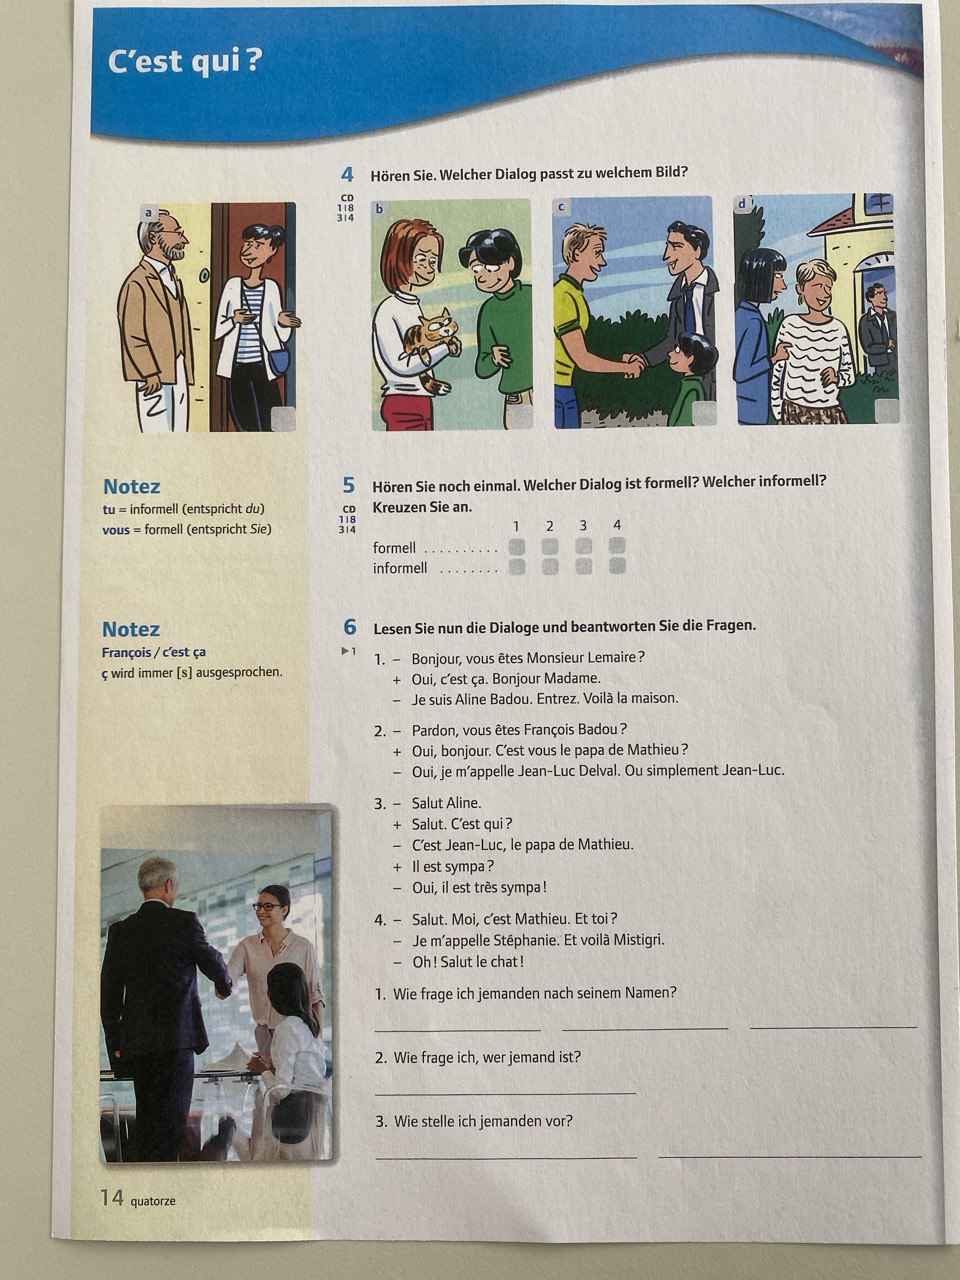 C'est qui ?
4 Hören Sie. Welcher Dialog passt zu welchem Bild?
CD
1|8
3|4
a
b
c
d
Notez
tu = informell (entspricht du)
vous = formell (entspricht Sie)
5 Hören Sie noch einmal. Welcher Dialog ist formell? Welcher informell?
Kreuzen Sie an.
CD
1|8
3|4
1 2 3 4
formell ..........
informell ........
Notez
François / c'est ça
ç wird immer [s] ausgesprochen.
6 Lesen Sie nun die Dialoge und beantworten Sie die Fragen.
▶1
1. – Bonjour, vous êtes Monsieur Lemaire ?
+ Oui, c'est ça. Bonjour Madame.
– Je suis Aline Badou. Entrez. Voilà la maison.
2. – Pardon, vous êtes François Badou ?
+ Oui, bonjour. C'est vous le papa de Mathieu ?
– Oui, je m'appelle Jean-Luc Delval. Ou simplement Jean-Luc.
3. – Salut Aline.
+ Salut. C'est qui ?
– C'est Jean-Luc, le papa de Mathieu.
+ Il est sympa ?
– Oui, il est très sympa !
4. – Salut. Moi, c'est Mathieu. Et toi ?
– Je m'appelle Stéphanie. Et voilà Mistigri.
– Oh ! Salut le chat !
1. Wie frage ich jemanden nach seinem Namen?
2. Wie frage ich, wer jemand ist?
3. Wie stelle ich jemanden vor?
14 quatorze